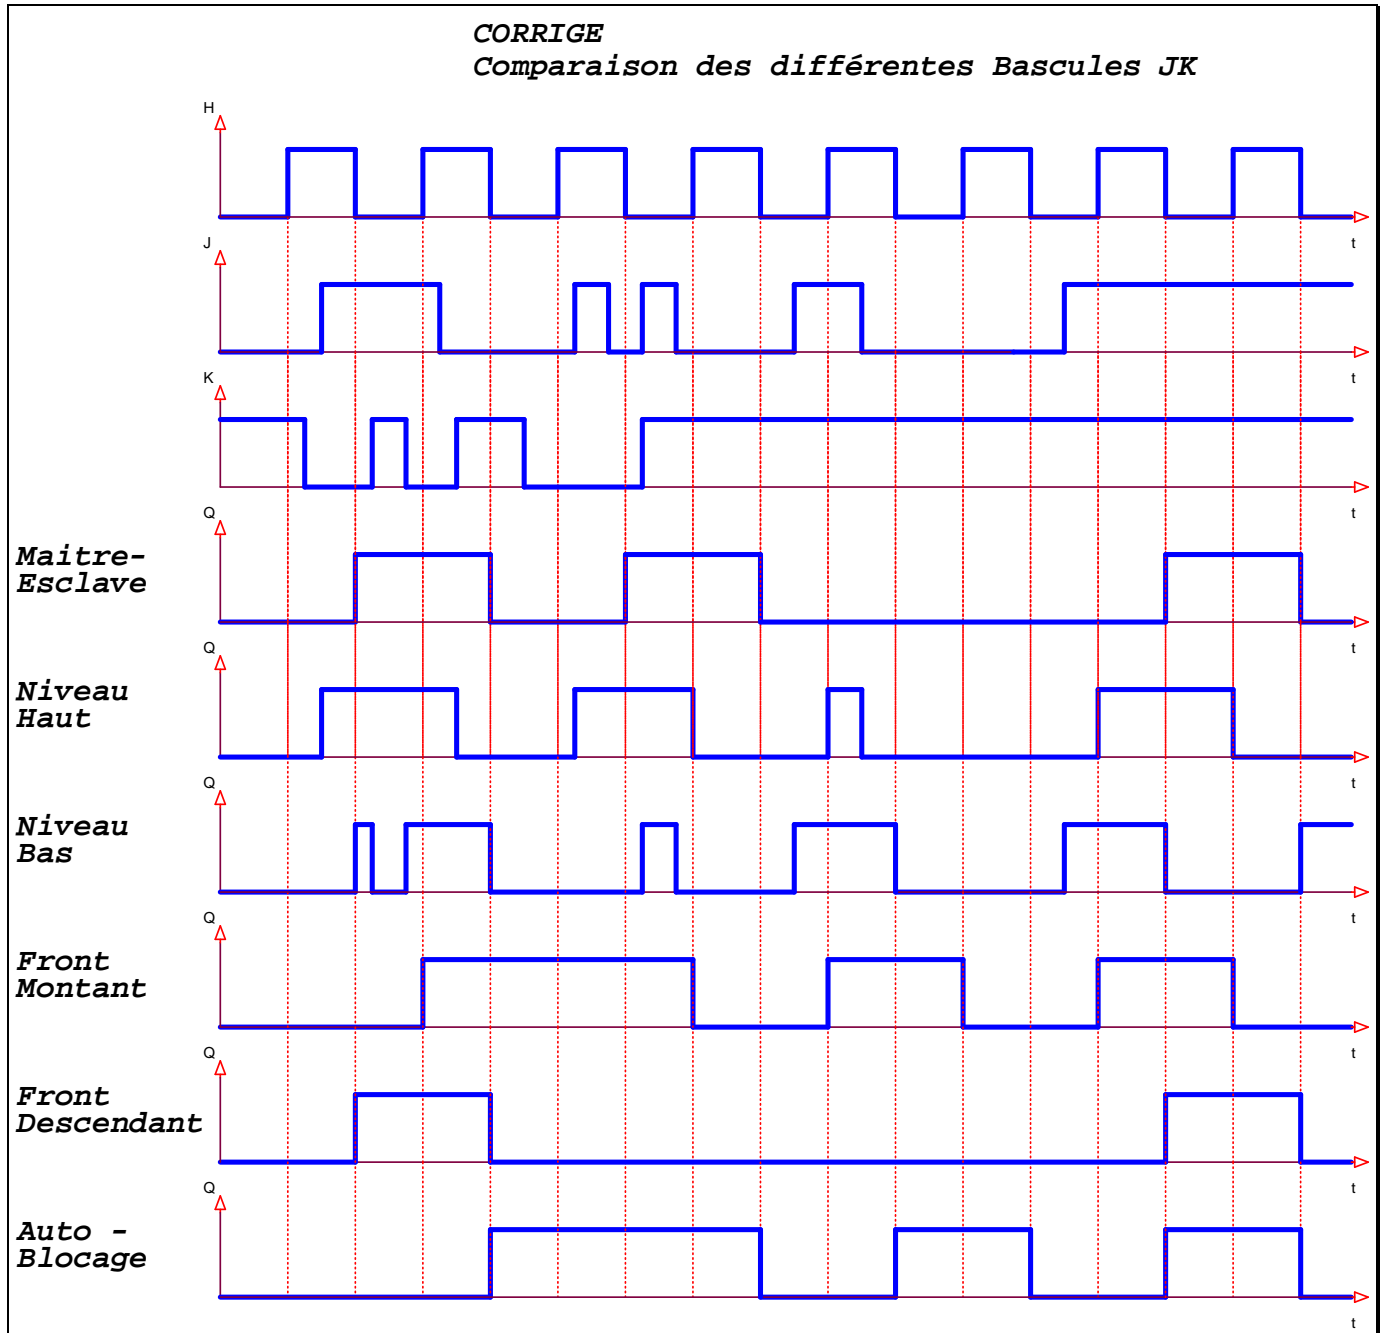 CORRIGE
Comparaison des différentes Bascules JK
H
t
J
t
K
t
Q
Maitre-
Esclave
t
Q
Niveau
Haut
t
Q
Niveau
Bas
t
Q
Front
Montant
t
Q
Front
Descendant
t
Q
Auto -
Blocage
t